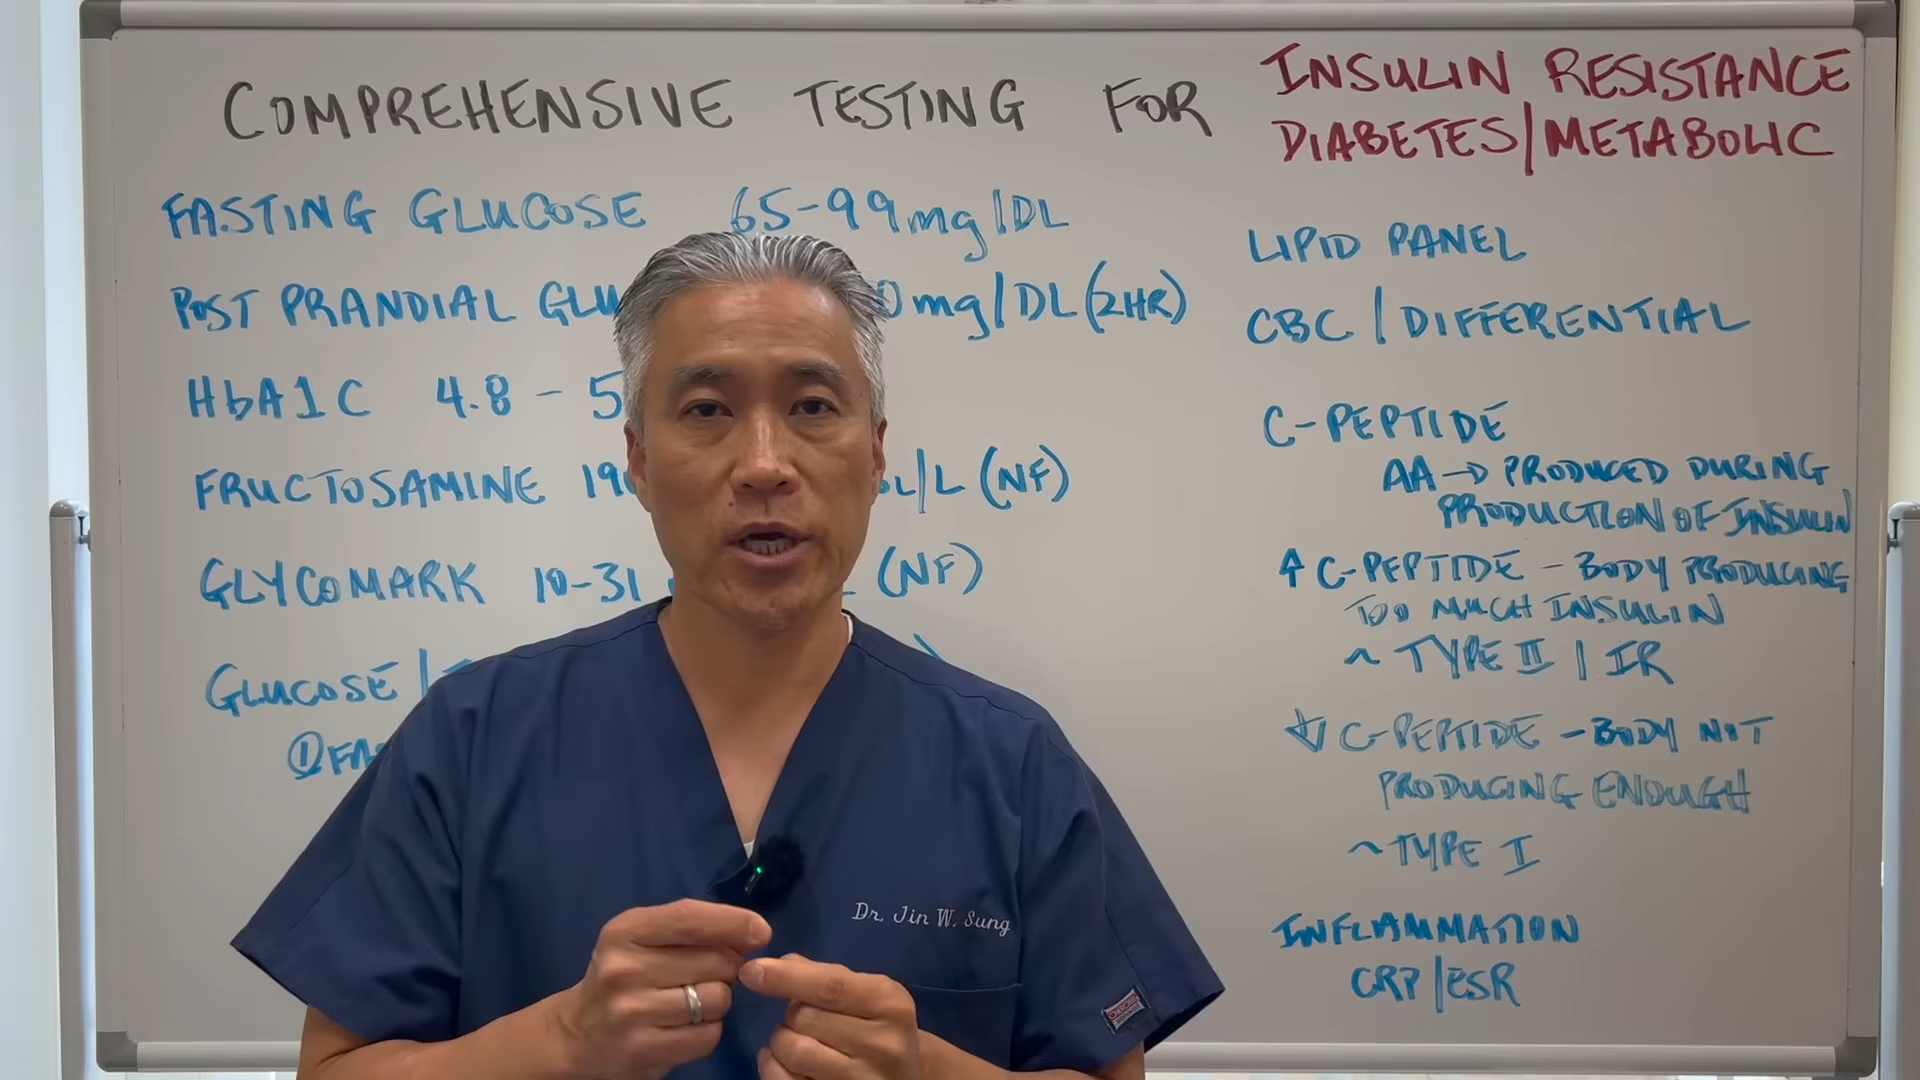 COMPREHENSIVE TESTING FOR
INSULIN RESISTANCE
DIABETES/METABOLIC
FASTING GLUCOSE 65-99mg/DL
POST PRANDIAL mg/DL (2HR)
HbA1C 4.8 -
FRUCTOSAMINE (NF)
GLYCOMARK 10-31 (NF)
GLUCOSE/
①
LIPID PANEL
CBC/DIFFERENTIAL
C-PEPTIDE
AA → PRODUCED DURING
PRODUCTION OF INSULIN
↑ C-PEPTIDE - BODY PRODUCING
TOO MUCH INSULIN
~ TYPE II / IR
↓ C-PEPTIDE - BODY NOT
PRODUCING ENOUGH
~ TYPE I
INFLAMMATION
CRP/ESR
Dr. Jin W. Sung